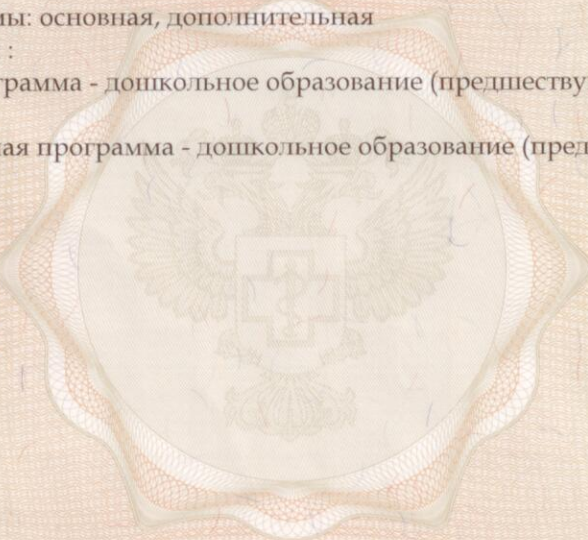 мы: основная, дополнительная
:
грамма - дошкольное образование (предшеству
ая программа - дошкольное образование (пред